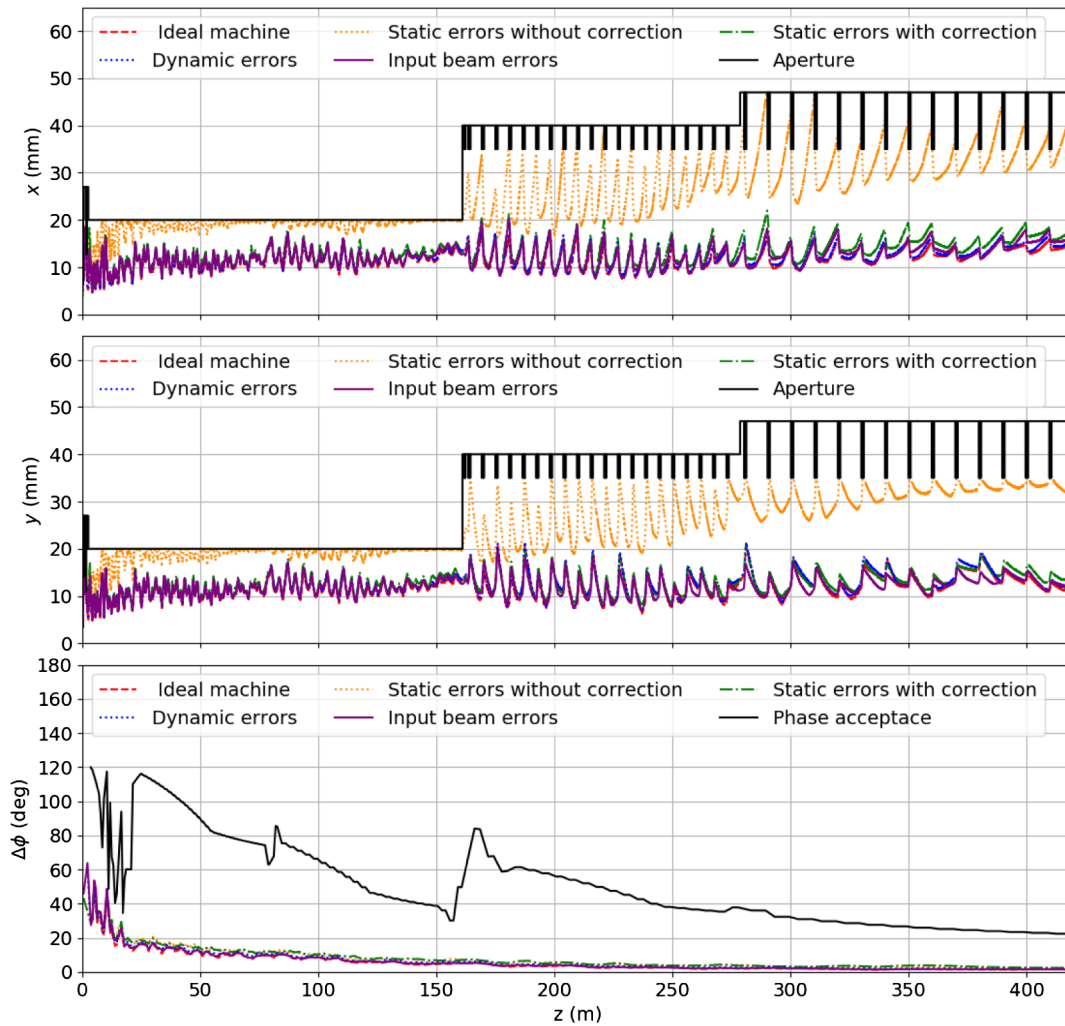 Ideal machine Static errors without correction Static errors with correction
Dynamic errors Input beam errors Aperture
60
50
40
30
20
10
0
x (mm)
Ideal machine Static errors without correction Static errors with correction
Dynamic errors Input beam errors Aperture
60
50
40
30
20
10
0
y (mm)
Ideal machine Static errors without correction Static errors with correction
Dynamic errors Input beam errors Phase acceptace
180
160
140
120
100
80
60
40
20
0
Δϕ (deg)
0 50 100 150 200 250 300 350 400
z (m)